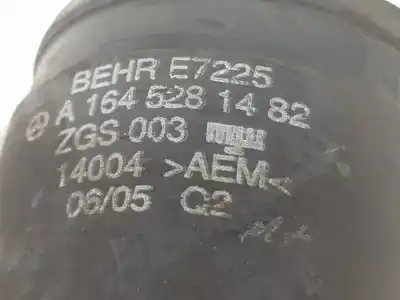 BEHR E7225
A 164 528 14 82
ZGS 003
14004 >AEM<
06/05 Q2